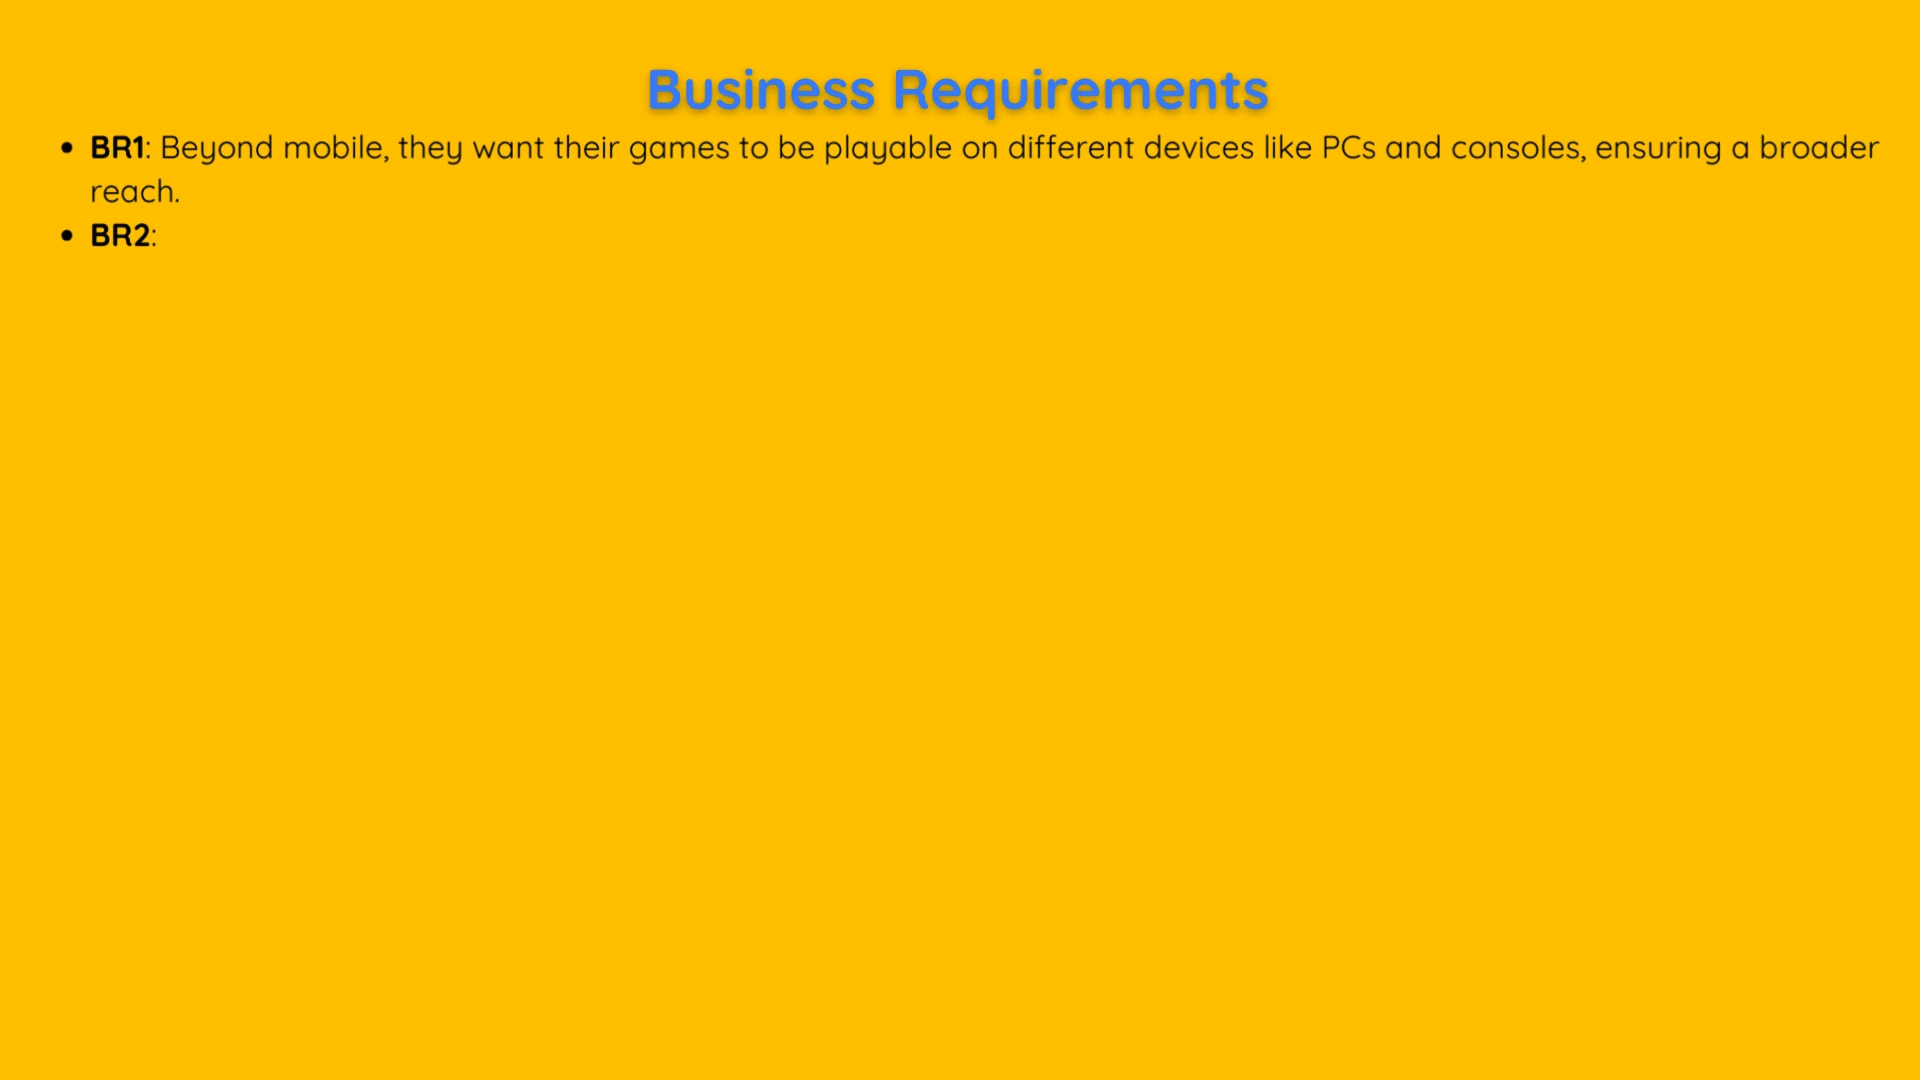 Business Requirements
• BR1: Beyond mobile, they want their games to be playable on different devices like PCs and consoles, ensuring a broader
reach.
• BR2: